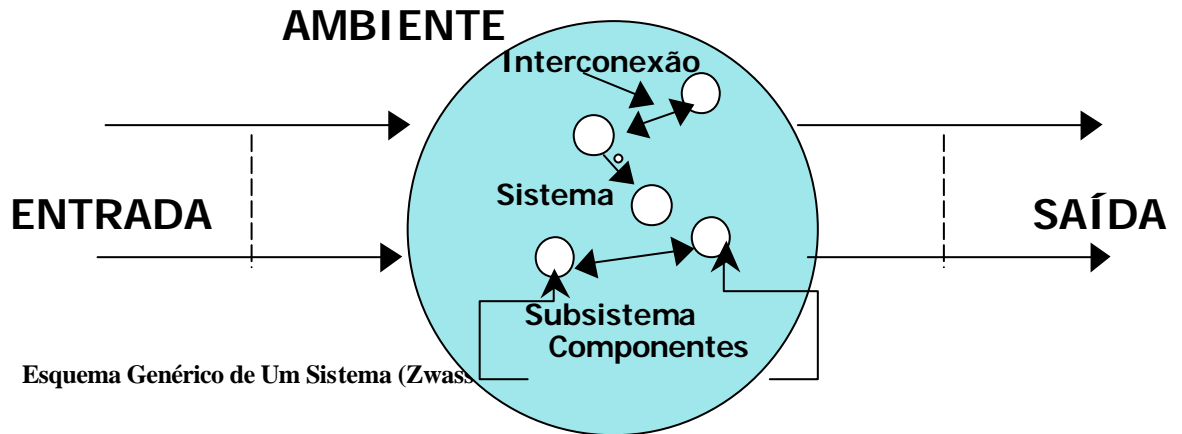 AMBIENTE
Interconexão
Sistema
ENTRADA
SAÍDA
Subsistema
Componentes
Esquema Genérico de Um Sistema (Zwass